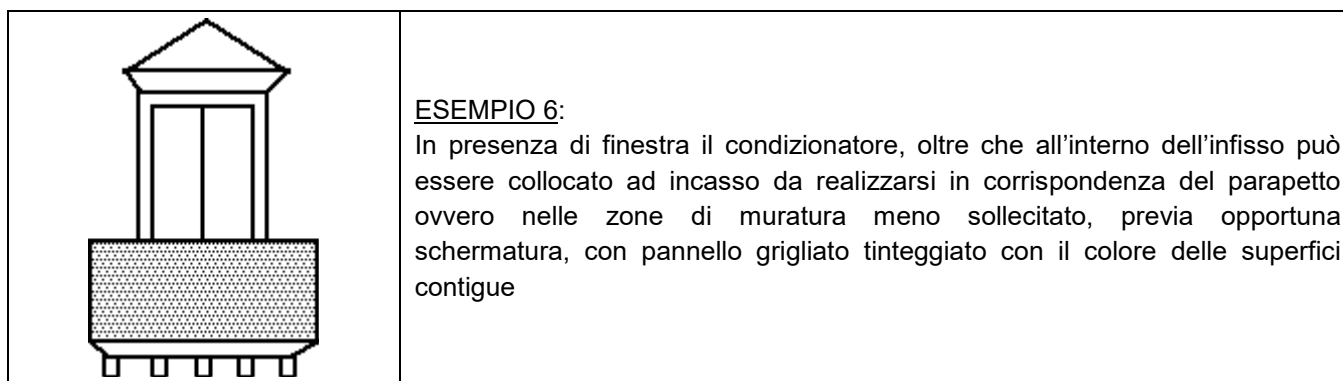 ESEMPIO 6:
In presenza di finestra il condizionatore, oltre che all’interno dell’infisso può
essere collocato ad incasso da realizzarsi in corrispondenza del parapetto
ovvero nelle zone di muratura meno sollecitato, previa opportuna
schermatura, con pannello grigliato tinteggiato con il colore delle superfici
contigue